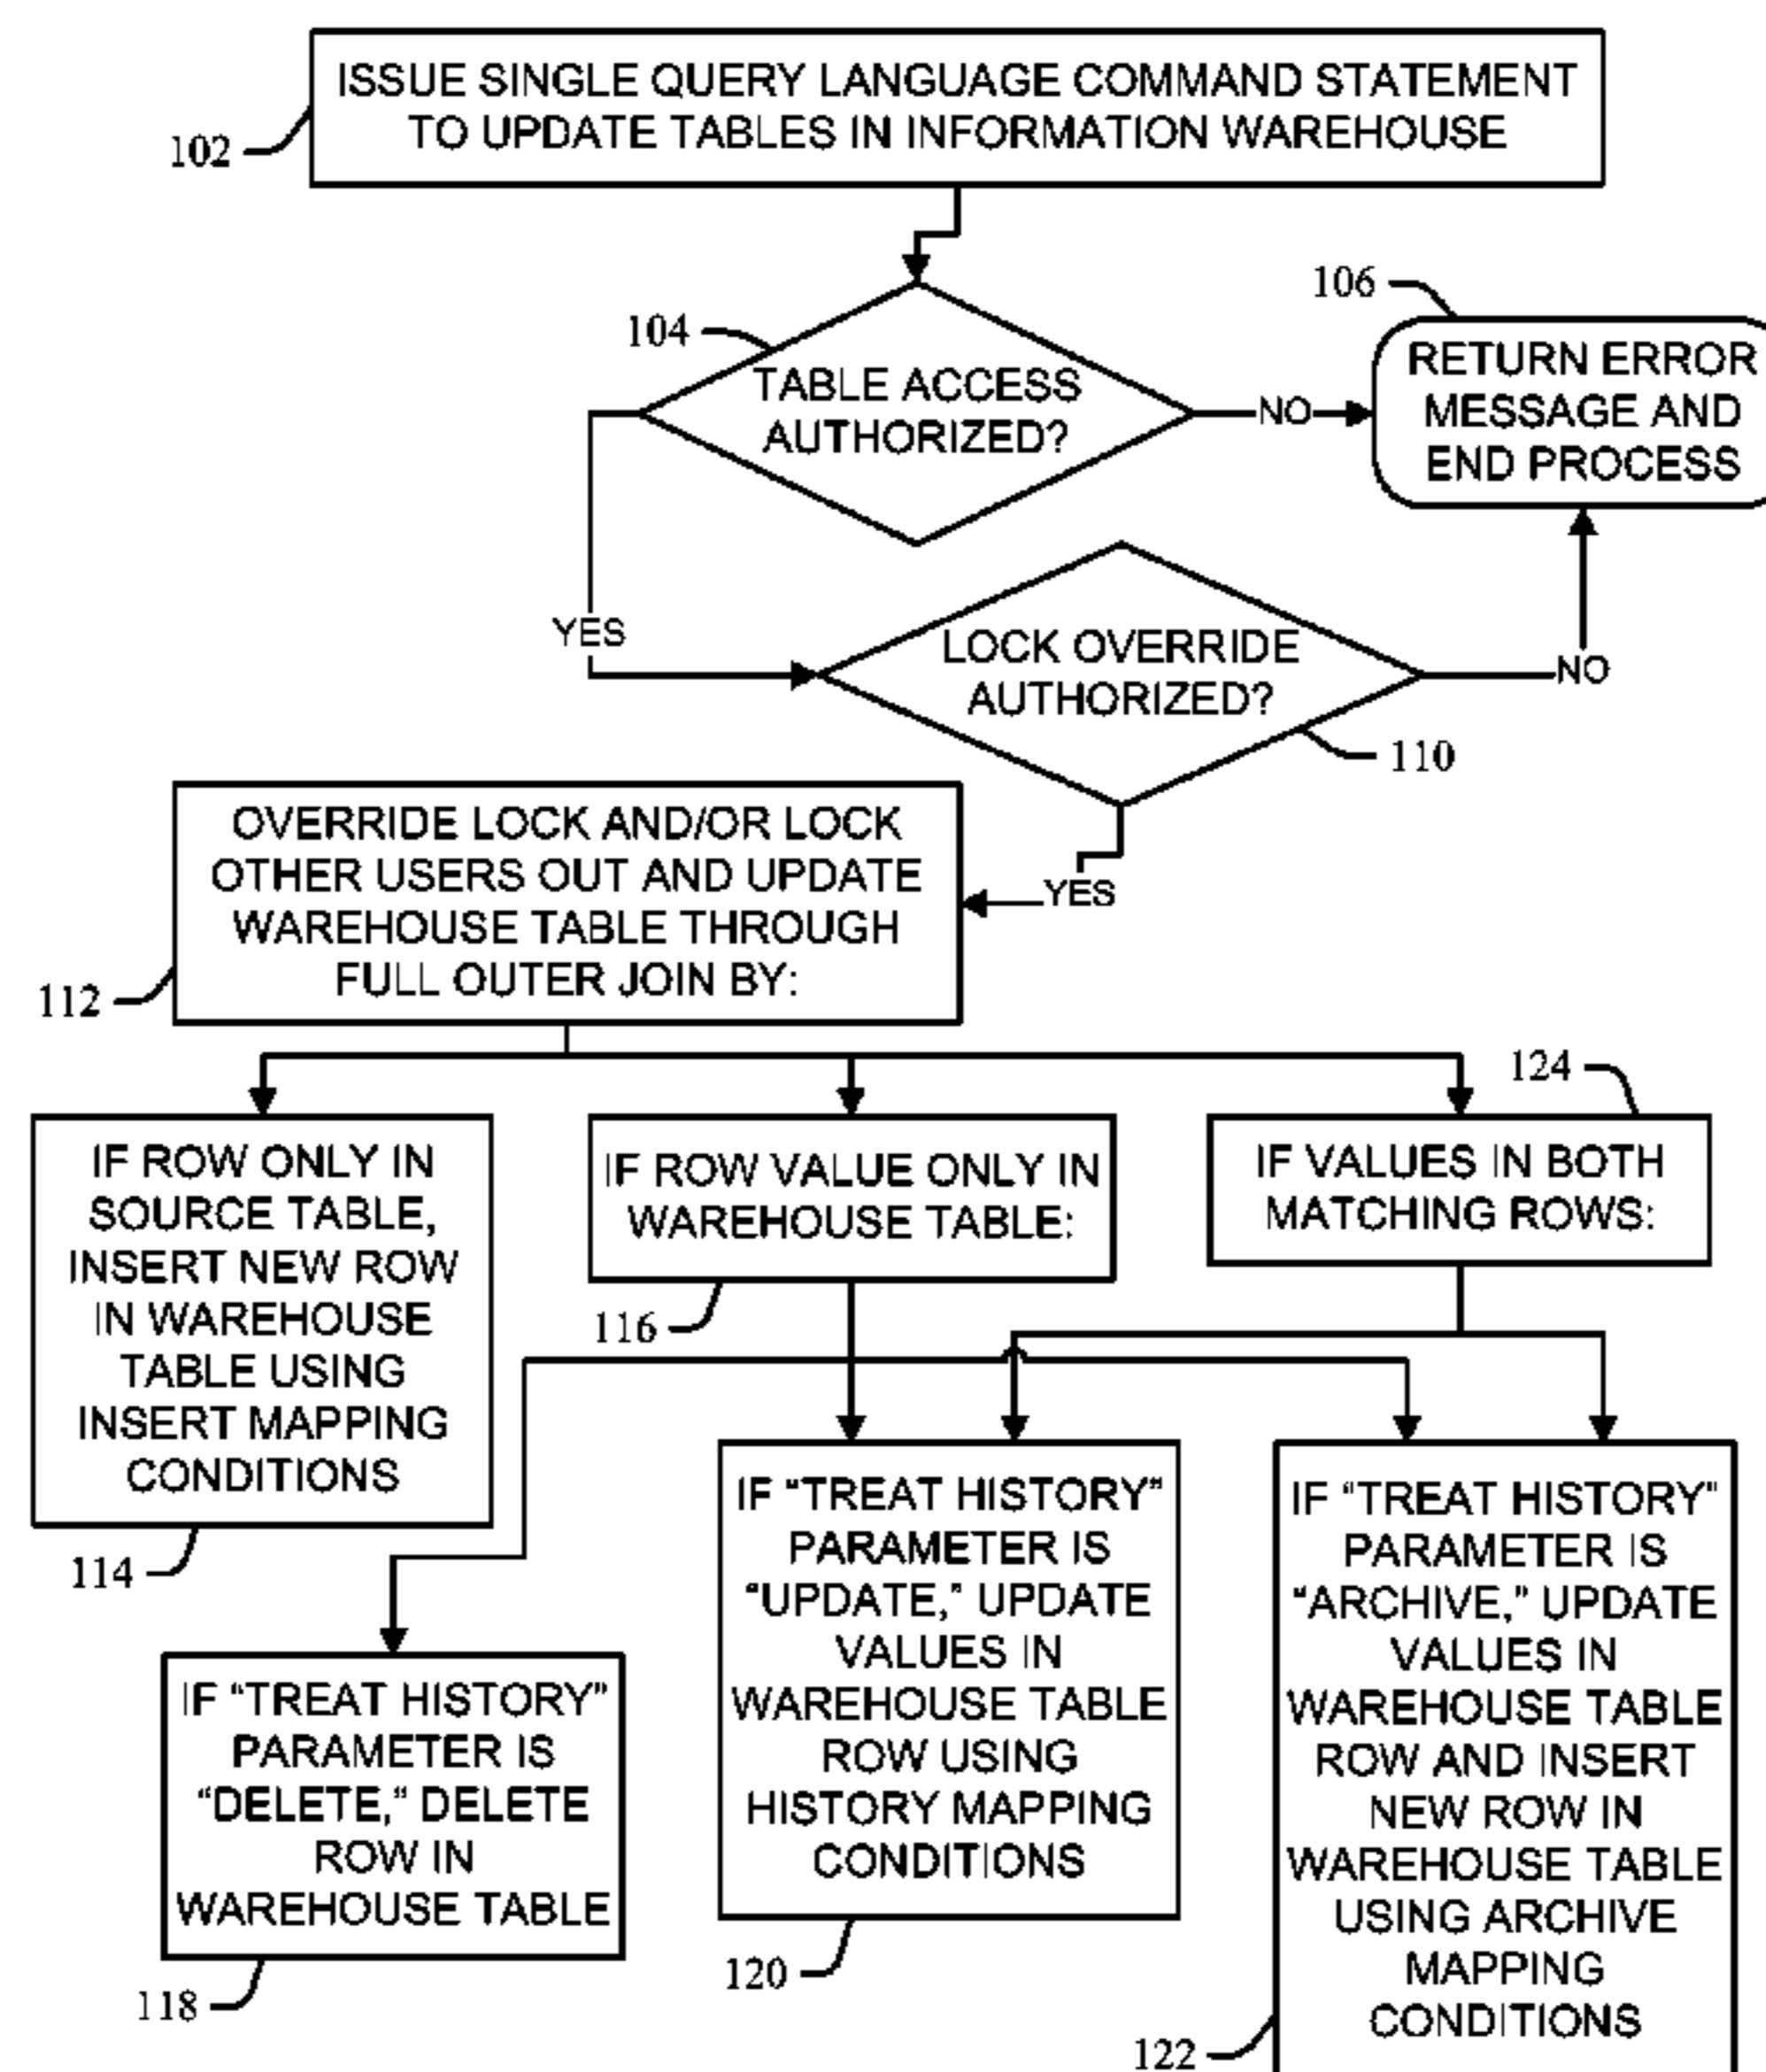 ISSUE SINGLE QUERY LANGUAGE COMMAND STATEMENT
TO UPDATE TABLES IN INFORMATION WAREHOUSE
102
104
TABLE ACCESS
AUTHORIZED?
NO
106
RETURN ERROR
MESSAGE AND
END PROCESS
YES
LOCK OVERRIDE
AUTHORIZED?
NO
110
YES
OVERRIDE LOCK AND/OR LOCK
OTHER USERS OUT AND UPDATE
WAREHOUSE TABLE THROUGH
FULL OUTER JOIN BY:
112
IF ROW ONLY IN
SOURCE TABLE,
INSERT NEW ROW
IN WAREHOUSE
TABLE USING
INSERT MAPPING
CONDITIONS
114
IF ROW VALUE ONLY IN
WAREHOUSE TABLE:
116
124
IF VALUES IN BOTH
MATCHING ROWS:
IF “TREAT HISTORY”
PARAMETER IS
“DELETE,” DELETE
ROW IN
WAREHOUSE TABLE
118
IF “TREAT HISTORY”
PARAMETER IS
“UPDATE,” UPDATE
VALUES IN
WAREHOUSE TABLE
ROW USING
HISTORY MAPPING
CONDITIONS
120
IF “TREAT HISTORY”
PARAMETER IS
“ARCHIVE,” UPDATE
VALUES IN
WAREHOUSE TABLE
ROW AND INSERT
NEW ROW IN
WAREHOUSE TABLE
USING ARCHIVE
MAPPING
CONDITIONS
122